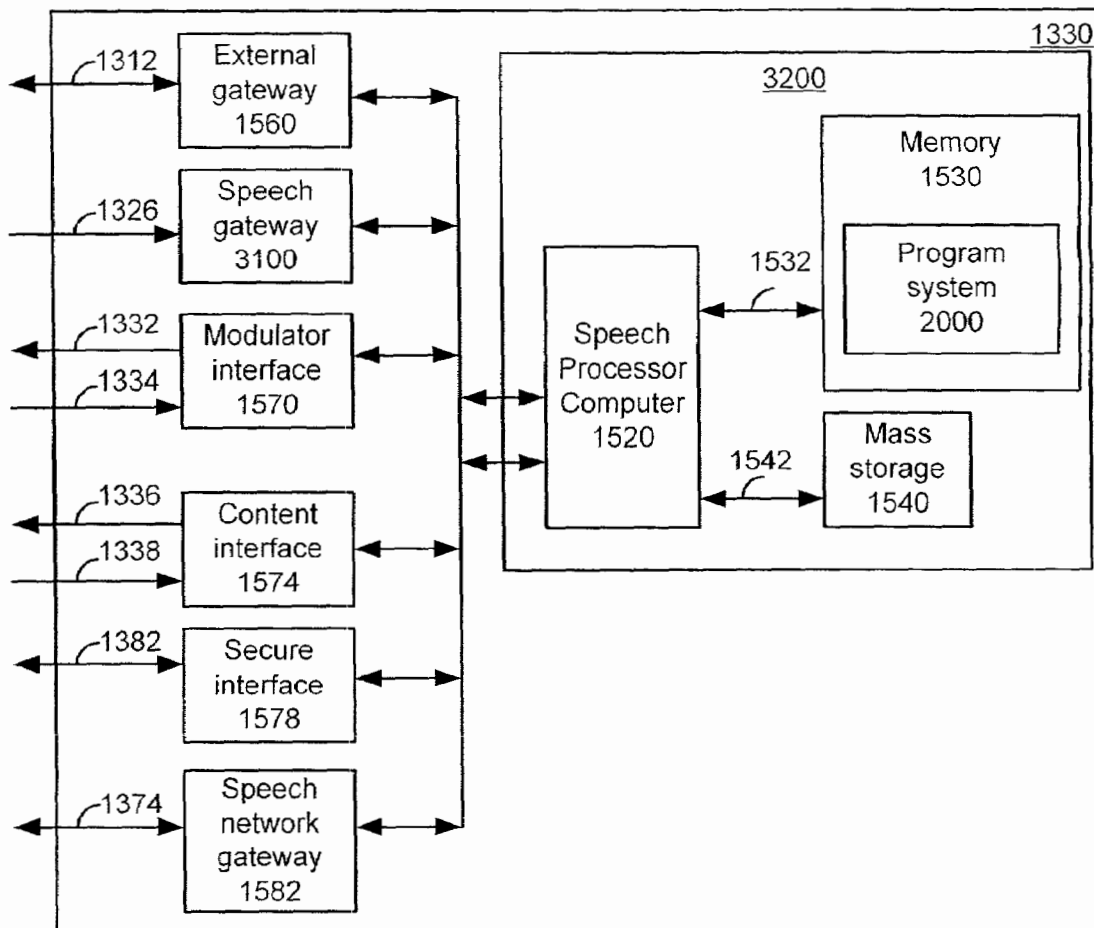 1330
1312
External
gateway
1560
1326
Speech
gateway
3100
1332
1334
Modulator
interface
1570
1336
1338
Content
interface
1574
1382
Secure
interface
1578
1374
Speech
network
gateway
1582
3200
Speech
Processor
Computer
1520
1532
Memory
1530
Program
system
2000
1542
Mass
storage
1540